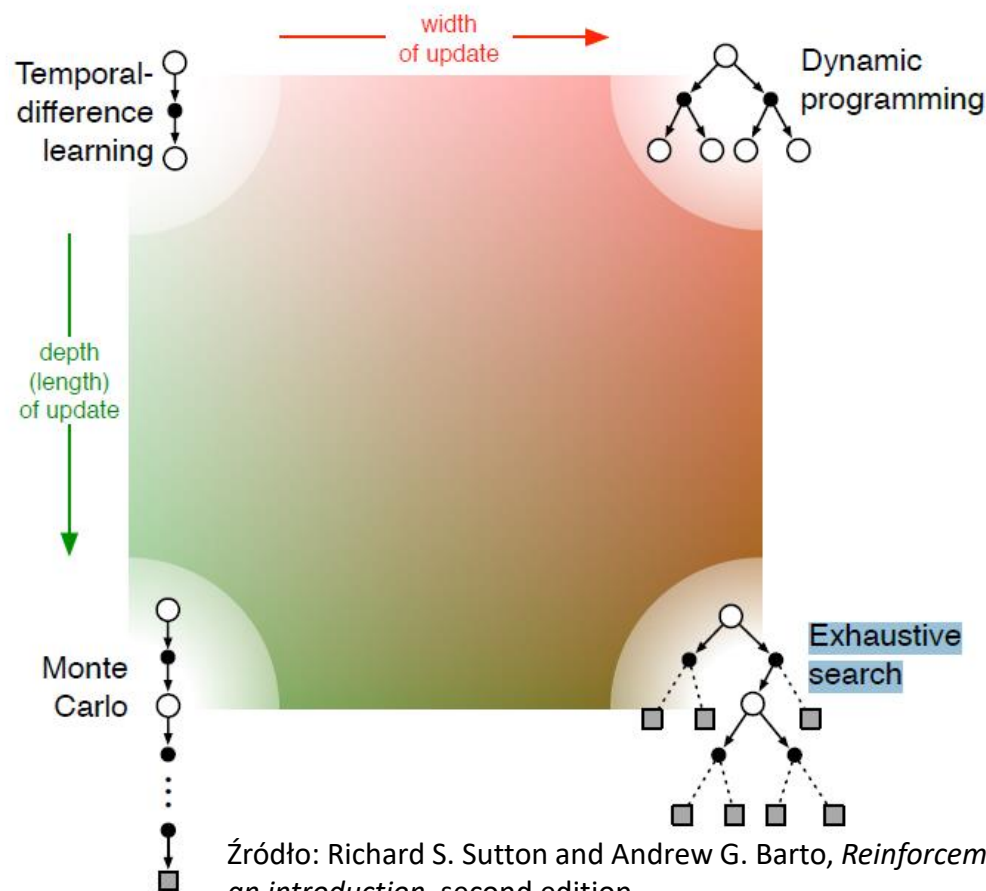 width
of update
Temporal-
difference
learning
Dynamic
programming
depth
(length)
of update
Monte
Carlo
Exhaustive
search
Źródło: Richard S. Sutton and Andrew G. Barto, Reinforcem
an introduction, second edition